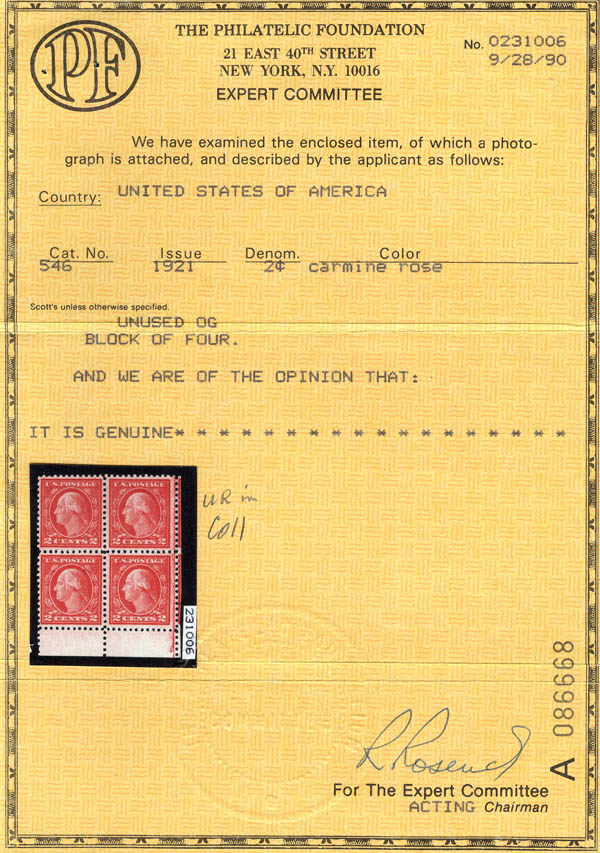 PF
THE PHILATELIC FOUNDATION
21 EAST 40TH STREET
NEW YORK, N.Y. 10016
EXPERT COMMITTEE
No. 0231006
9/28/90
We have examined the enclosed item, of which a photo-
graph is attached, and described by the applicant as follows:
Country: UNITED STATES OF AMERICA
Cat. No. Issue Denom. Color
546 1921 2¢ carmine rose
Scott's unless otherwise specified.
UNUSED OG
BLOCK OF FOUR.
AND WE ARE OF THE OPINION THAT:
IT IS GENUINE* * * * * * * * * * * * * * * * * *
U.S. POSTAGE U.S. POSTAGE
2 CENTS 2 2 CENTS 2
U.S. POSTAGE U.S. POSTAGE
2 CENTS 2 2 CENTS 2
231006
UR in
Coll
A 086668
For The Expert Committee
ACTING Chairman